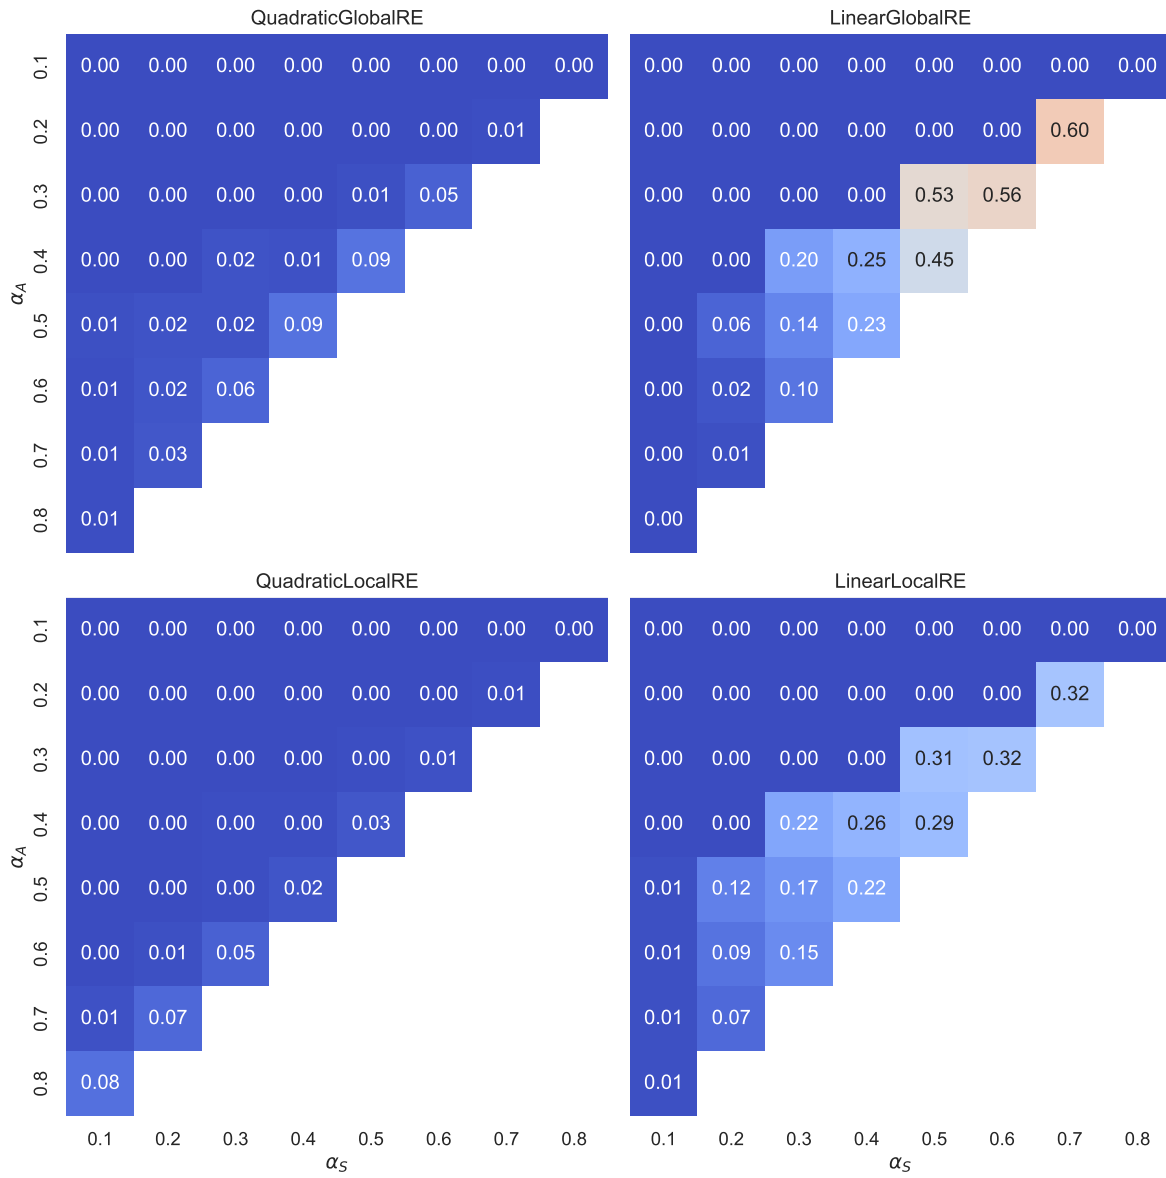 QuadraticGlobalRE
0.1 0.00 0.00 0.00 0.00 0.00 0.00 0.00 0.00
0.2 0.00 0.00 0.00 0.00 0.00 0.00 0.01
0.3 0.00 0.00 0.00 0.00 0.01 0.05
0.4 0.00 0.00 0.02 0.01 0.09
α_A
0.5 0.01 0.02 0.02 0.09
0.6 0.01 0.02 0.06
0.7 0.01 0.03
0.8 0.01
LinearGlobalRE
0.00 0.00 0.00 0.00 0.00 0.00 0.00 0.00
0.00 0.00 0.00 0.00 0.00 0.00 0.60
0.00 0.00 0.00 0.00 0.53 0.56
0.00 0.00 0.20 0.25 0.45
0.00 0.06 0.14 0.23
0.00 0.02 0.10
0.00 0.01
0.00
QuadraticLocalRE
0.1 0.00 0.00 0.00 0.00 0.00 0.00 0.00 0.00
0.2 0.00 0.00 0.00 0.00 0.00 0.00 0.01
0.3 0.00 0.00 0.00 0.00 0.00 0.01
0.4 0.00 0.00 0.00 0.00 0.03
α_A
0.5 0.00 0.00 0.00 0.02
0.6 0.00 0.01 0.05
0.7 0.01 0.07
0.8 0.08
0.1 0.2 0.3 0.4 0.5 0.6 0.7 0.8
α_S
LinearLocalRE
0.00 0.00 0.00 0.00 0.00 0.00 0.00 0.00
0.00 0.00 0.00 0.00 0.00 0.00 0.32
0.00 0.00 0.00 0.00 0.31 0.32
0.00 0.00 0.22 0.26 0.29
0.01 0.12 0.17 0.22
0.01 0.09 0.15
0.01 0.07
0.01
0.1 0.2 0.3 0.4 0.5 0.6 0.7 0.8
α_S